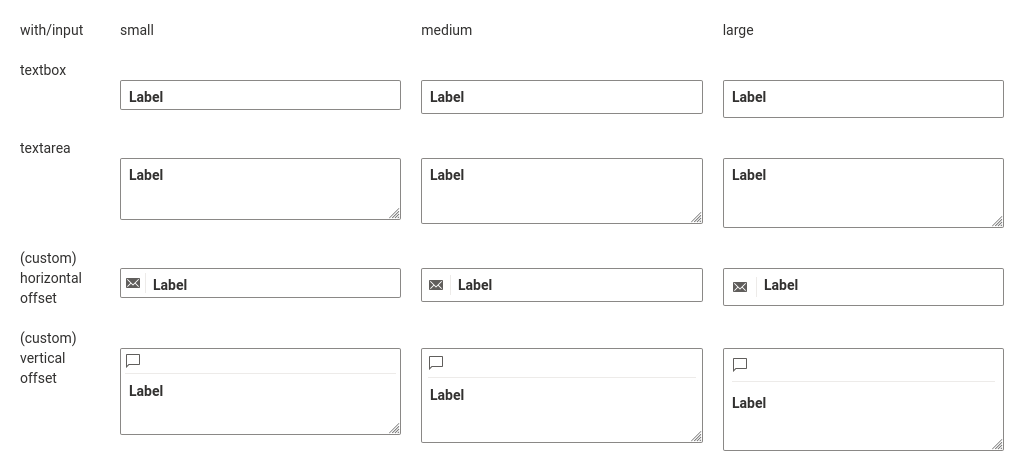 with/input small medium large
textbox
Label Label Label
textarea
Label Label Label
(custom)
horizontal
offset
Label Label Label
(custom)
vertical
offset
Label Label Label